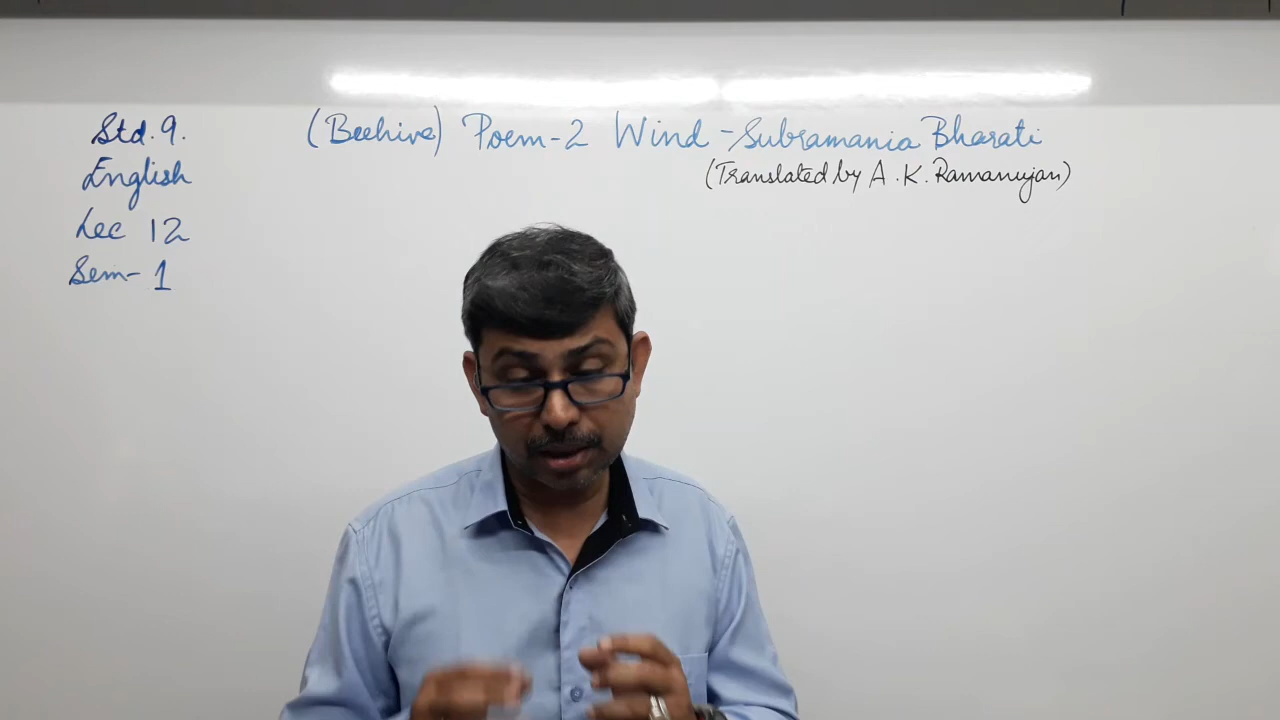 Std. 9.
English
Lec 12
Sem- 1
(Beehive) Poem-2 Wind -Subramania Bharati
(Translated by A. K. Ramanujan)